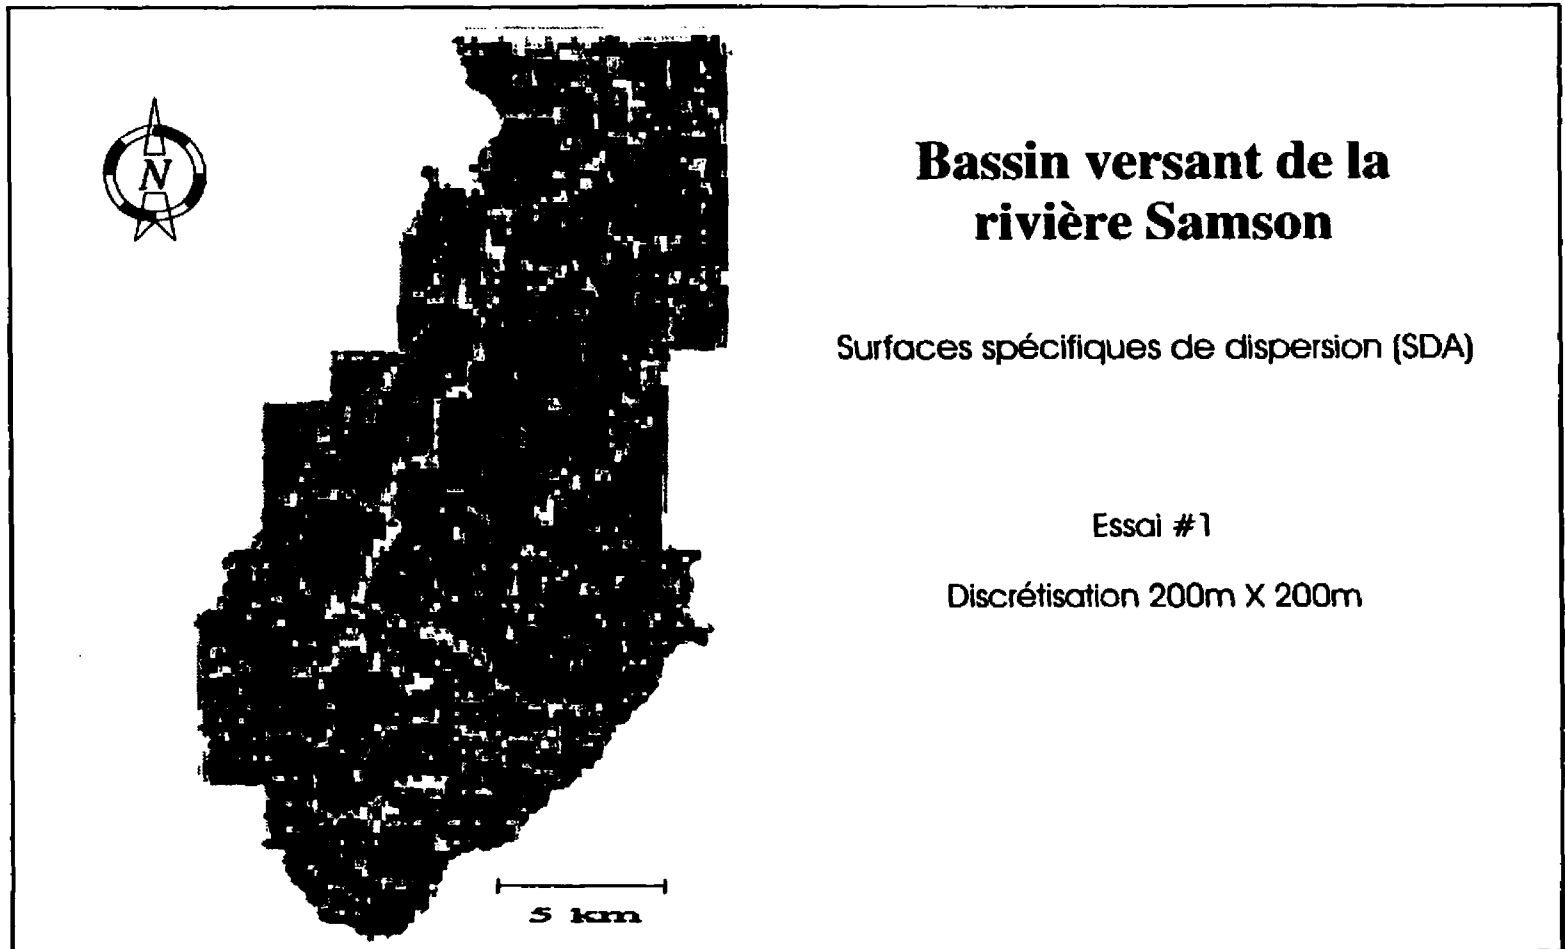 N
Bassin versant de la
rivière Samson
Surfaces spécifiques de dispersion (SDA)
Essai #1
Discrétisation 200m X 200m
5 km